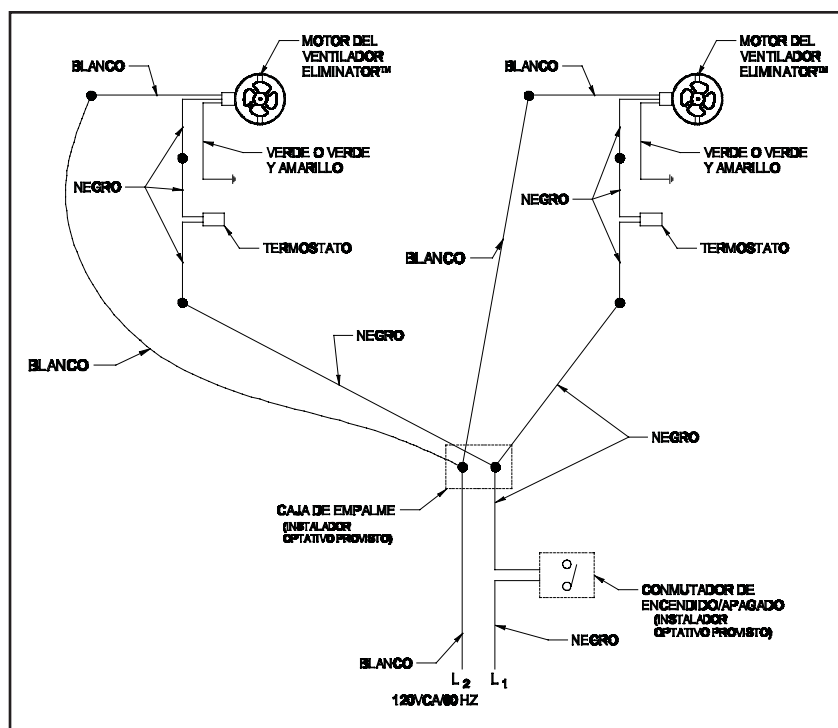 MOTOR DEL
VENTILADOR
ELIMINATOR™
BLANCO
VERDE O VERDE
Y AMARILLO
NEGRO
TERMOSTATO
MOTOR DEL
VENTILADOR
ELIMINATOR™
BLANCO
VERDE O VERDE
Y AMARILLO
NEGRO
TERMOSTATO
BLANCO
NEGRO
BLANCO
NEGRO
CAJA DE EMPALME
(INSTALADOR
OPTATIVO PROVISTO)
CONMUTADOR DE
ENCENDIDO/APAGADO
(INSTALADOR
OPTATIVO PROVISTO)
NEGRO
BLANCO
L2 L1
120VCA/60 HZ